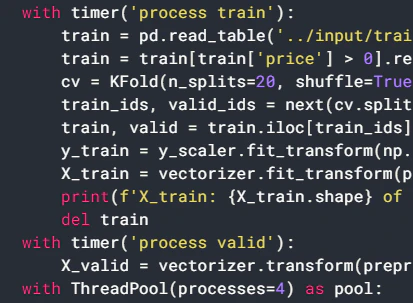 with timer('process train'):
train = pd.read_table('../input/trai
train = train[train['price'] > 0].re
cv = KFold(n_splits=20, shuffle=True
train_ids, valid_ids = next(cv.split
train, valid = train.iloc[train_ids]
y_train = y_scaler.fit_transform(np.
X_train = vectorizer.fit_transform(p
print(f'X_train: {X_train.shape} of
del train
with timer('process valid'):
X_valid = vectorizer.transform(prepr
with ThreadPool(processes=4) as pool: